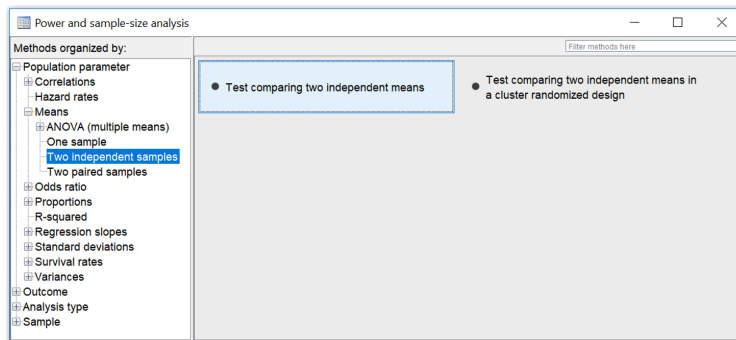 Power and sample-size analysis
Methods organized by:
Filter methods here
Population parameter
Correlations
Hazard rates
Means
ANOVA (multiple means)
One sample
Two independent samples
Two paired samples
Odds ratio
Proportions
R-squared
Regression slopes
Standard deviations
Survival rates
Variances
Outcome
Analysis type
Sample
Test comparing two independent means
Test comparing two independent means in
a cluster randomized design